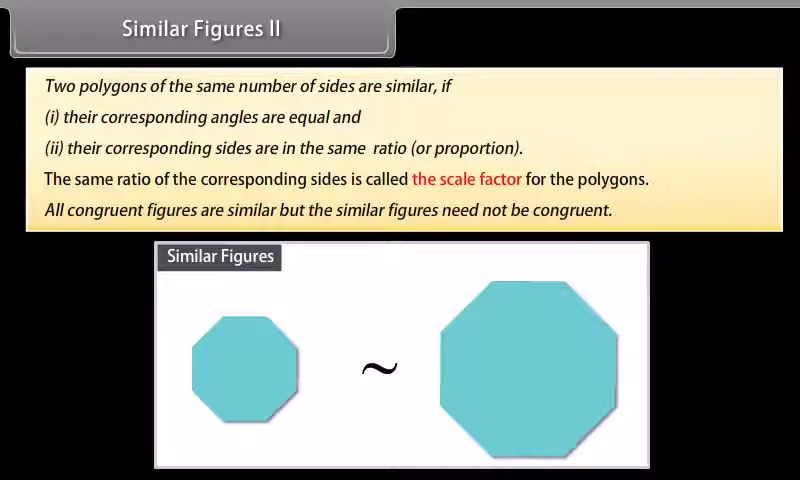 Similar Figures II
Two polygons of the same number of sides are similar, if
(i) their corresponding angles are equal and
(ii) their corresponding sides are in the same ratio (or proportion).
The same ratio of the corresponding sides is called the scale factor for the polygons.
All congruent figures are similar but the similar figures need not be congruent.
Similar Figures
~